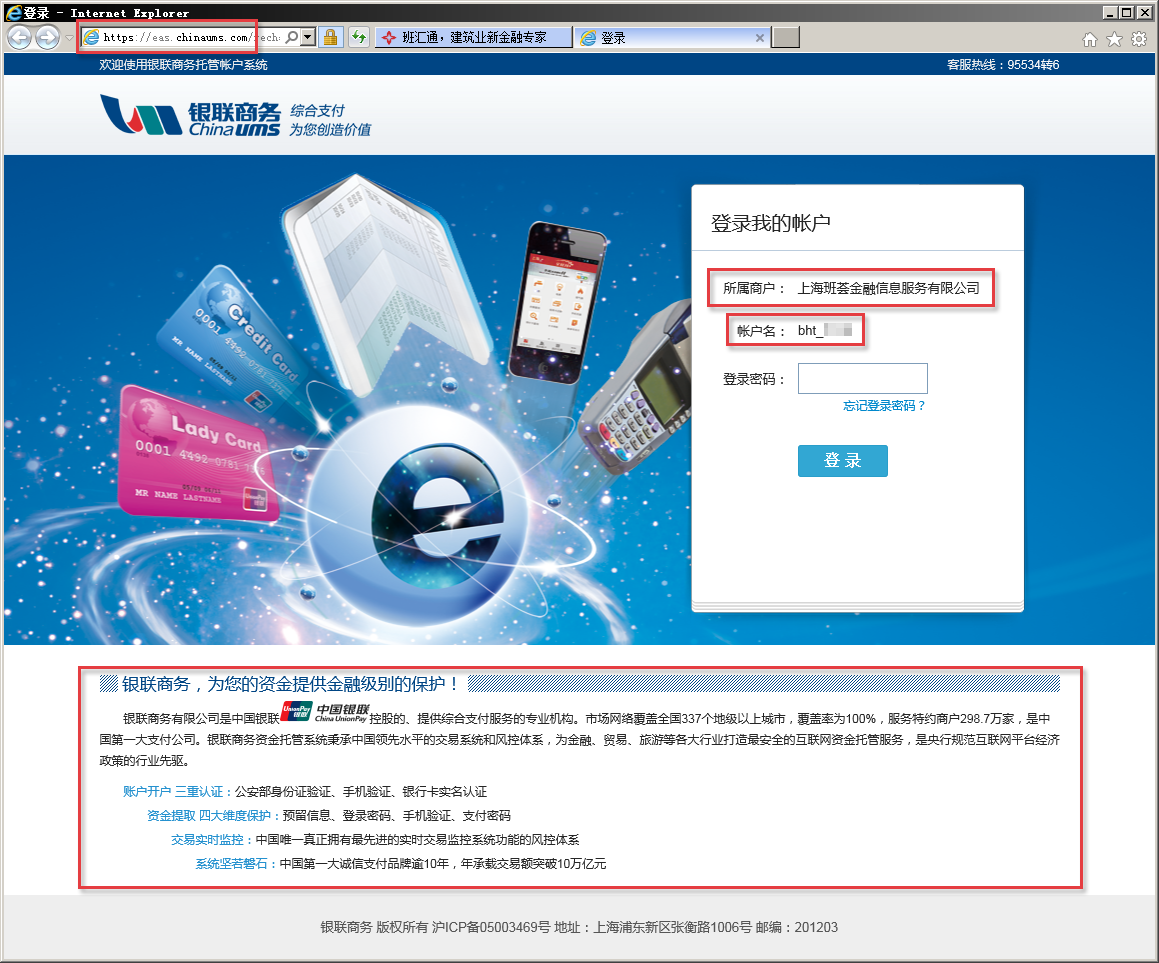 登录 - Internet Explorer
https://eas.chinaums.com/rech
班汇通，建筑业新金融专家
登录
欢迎使用银联商务托管帐户系统
客服热线：95534转6
银联商务
China ums
综合支付
为您创造价值
登录我的帐户
所属商户： 上海班荟金融信息服务有限公司
帐户名： bht_
登录密码：
忘记登录密码？
登 录
Credit Card
0001 4492 0781 7376
MR NAME LASTNAME
Lady Card
0001 4492 0781 7376
MR NAME LASTNAME
银联商务，为您的资金提供金融级别的保护！
银联商务有限公司是中国银联 UnionPay 银联 中国银联 China UnionPay 控股的、提供综合支付服务的专业机构。市场网络覆盖全国337个地级以上城市，覆盖率为100%，服务特约商户298.7万家，是中
国第一大支付公司。银联商务资金托管系统秉承中国领先水平的交易系统和风控体系，为金融、贸易、旅游等各大行业打造最安全的互联网资金托管服务，是央行规范互联网平台经济
政策的行业先驱。
账户开户 三重认证：公安部身份证验证、手机验证、银行卡实名认证
资金提取 四大维度保护：预留信息、登录密码、手机验证、支付密码
交易实时监控：中国唯一真正拥有最先进的实时交易监控系统功能的风控体系
系统坚若磐石：中国第一大诚信支付品牌逾10年，年承载交易额突破10万亿元
银联商务 版权所有 沪ICP备05003469号 地址：上海浦东新区张衡路1006号 邮编：201203